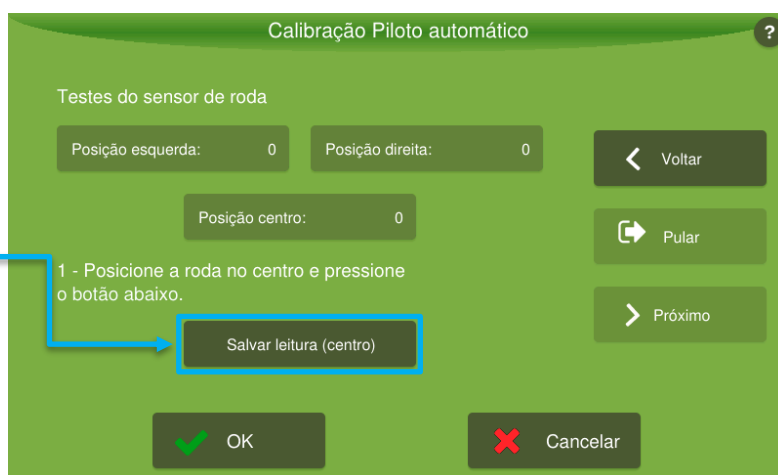 Calibração Piloto automático
?
Testes do sensor de roda
Posição esquerda: 0
Posição direita: 0
Voltar
Posição centro: 0
Pular
1 - Posicione a roda no centro e pressione
o botão abaixo.
Próximo
Salvar leitura (centro)
OK
Cancelar